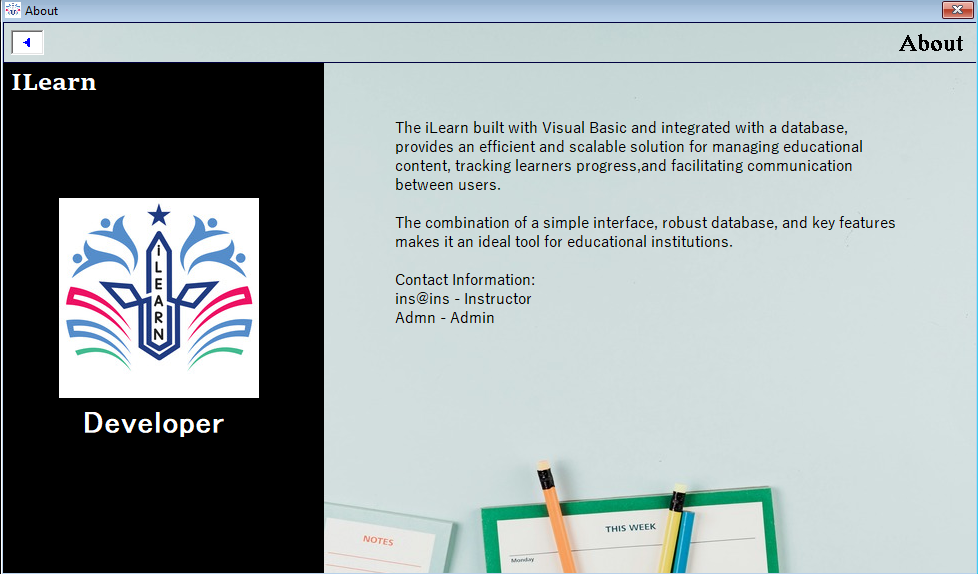 About
About
ILearn
iLEARN
Developer
The iLearn built with Visual Basic and integrated with a database,
provides an efficient and scalable solution for managing educational
content, tracking learners progress,and facilitating communication
between users.
The combination of a simple interface, robust database, and key features
makes it an ideal tool for educational institutions.
Contact Information:
ins@ins - Instructor
Admn - Admin
NOTES
THIS WEEK
Monday